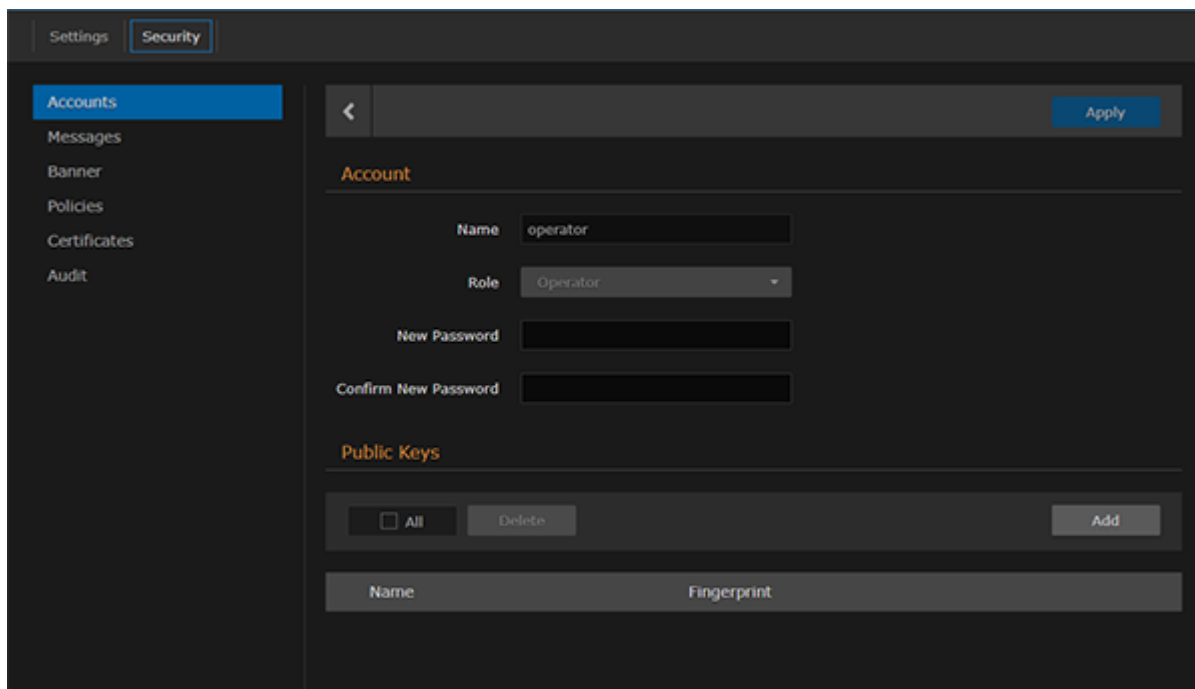 Settings Security
Accounts
Messages
Banner
Policies
Certificates
Audit
Apply
Account
Name operator
Role Operator
New Password
Confirm New Password
Public Keys
All Delete Add
Name Fingerprint